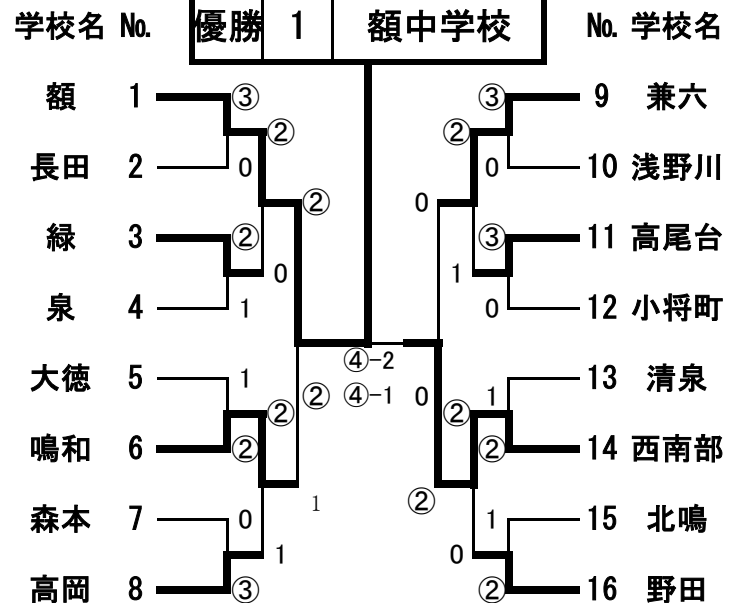 学校名 No. 優勝 1 額中学校 No. 学校名
額 1 ③ ③ 9 兼六
② ②
長田 2 0 0 10 浅野川
② 0
緑 3 ② ③ 11 高尾台
0 1
泉 4 1 0 12 小将町
④-2
大徳 5 1 ② ④-1 0 1 13 清泉
② ②
鳴和 6 ② ② 14 西南部
1 ②
森本 7 0 1 15 北鳴
1 0
高岡 8 ③ ② 16 野田